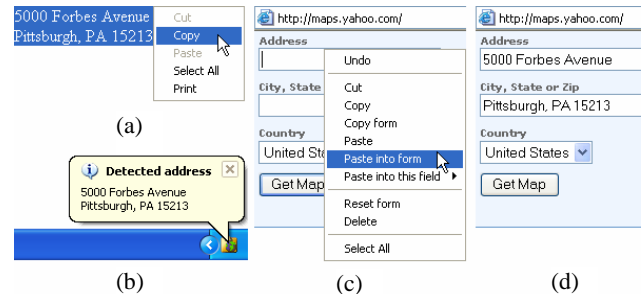 5000 Forbes Avenue
Pittsburgh, PA 15213
Cut
Copy
Paste
Select All
Print
(a)
Detected address
5000 Forbes Avenue
Pittsburgh, PA 15213
(b)
http://maps.yahoo.com/
Address
City, State
Country
United Sta
Get Map
Undo
Cut
Copy
Copy form
Paste
Paste into form
Paste into this field
Reset form
Delete
Select All
(c)
http://maps.yahoo.com/
Address
5000 Forbes Avenue
City, State or Zip
Pittsburgh, PA 15213
Country
United States
Get Map
(d)